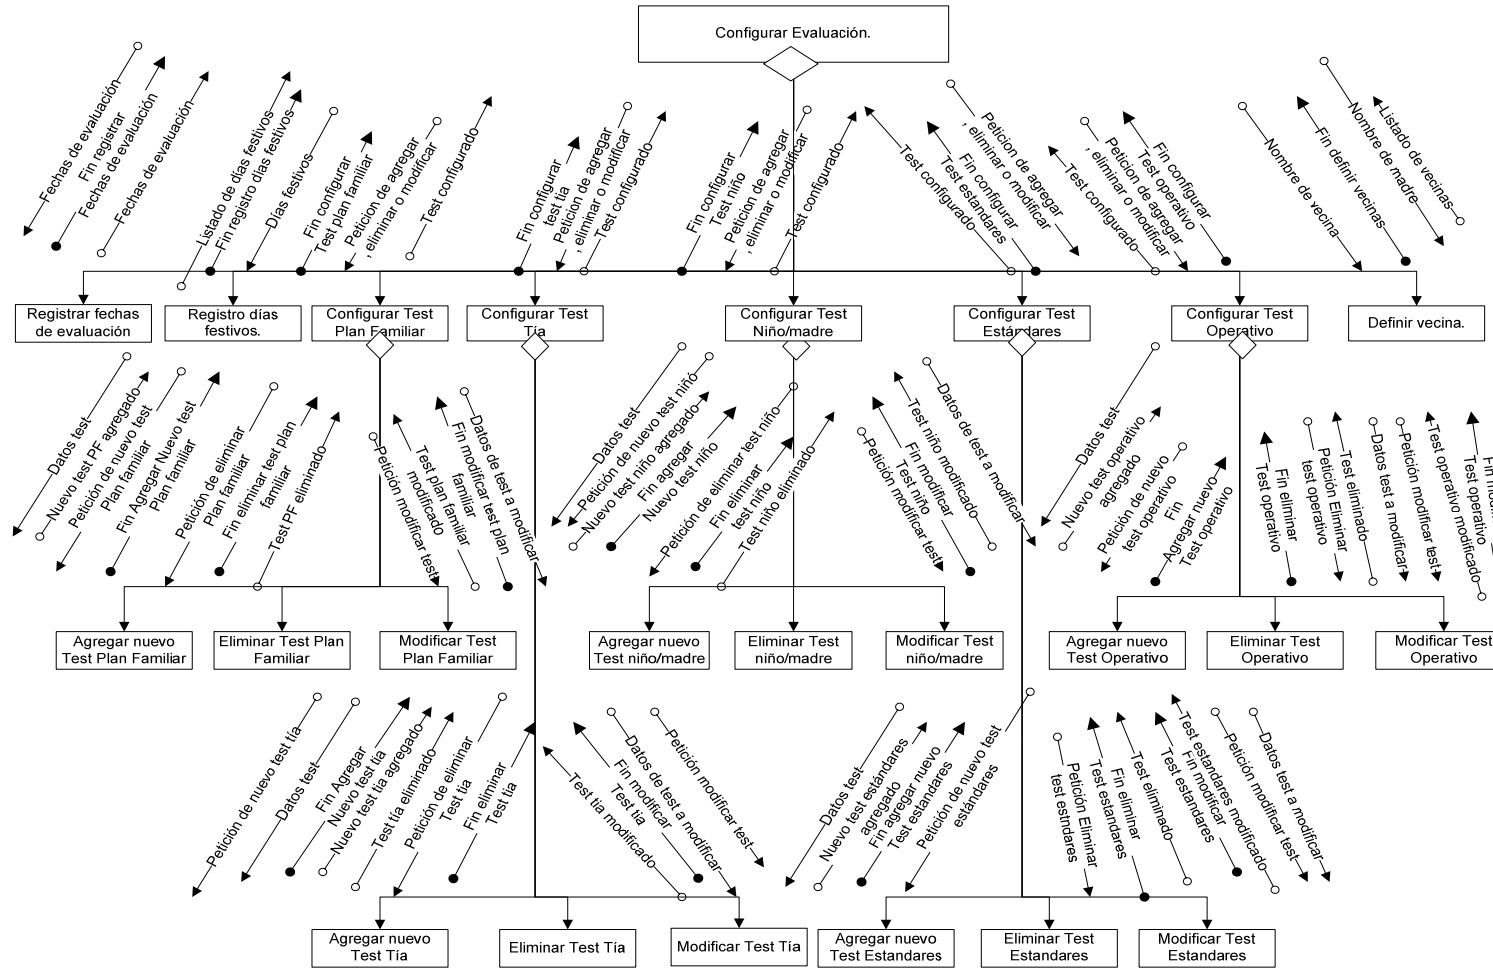 Configurar Evaluación.
Fechas de evaluación
Fin registrar
Fechas de evaluación
Fechas de evaluación
Listado de días festivos
Fin registro días festivos
Días festivos
Fin configurar
Test plan familiar
Peticion de agregar
, eliminar o modificar
Test configurado
Fin configurar
test tía
Peticion de agregar
, eliminar o modificar
Test configurado
Fin configurar
Test niño
Peticion de agregar
, eliminar o modificar
Test configurado
Test configurado
Fin configurar
Test estandares
Peticion de agregar
, eliminar o modificar
Test configurado
Peticion de agregar
, eliminar o modificar
Fin configurar
Test operativo
Nombre de vecina
Fin definir vecinas
Nombre de madre
Listado de vecinas
Registrar fechas
de evaluación
Registro días
festivos.
Configurar Test
Plan Familiar
Configurar Test
Tía
Configurar Test
Niño/madre
Configurar Test
Estándares
Configurar Test
Operativo
Definir vecina.
Datos test
Nuevo test PF agregado
Petición de nuevo test
Plan familiar
Fin Agregar Nuevo test
Plan familiar
Petición de eliminar
Plan familiar
Fin eliminar test plan
familiar
Test PF eliminado
Petición modificar test
Test plan familiar
modificado
Fin modificar test plan
familiar
Datos de test a modificar
Datos test
Petición de nuevo test niñó
Nuevo test niño agregado
Fin agregar
Nuevo test niño
Petición de eliminar test niño
Fin eliminar
test niño
Test niño eliminado
Petición modificar test
Fin modificar
Test niño
Test niño modificado
Datos de test a modificar
Datos test
Nuevo test operativo
agregado
Petición de nuevo
test operativo
Fin
Agregar nuevo
Test operativo
Fin eliminar
Test operativo
Petición Eliminar
test operativo
Test eliminado
Datos test a modificar
Petición modificar test
Test operativo modificado
Test operativo
Agregar nuevo
Test Plan Familiar
Eliminar Test Plan
Familiar
Modificar Test
Plan Familiar
Agregar nuevo
Test niño/madre
Eliminar Test
niño/madre
Modificar Test
niño/madre
Agregar nuevo
Test Operativo
Eliminar Test
Operativo
Modificar Test
Operativo
Petición de nuevo test tía
Datos test
Fin Agregar
Nuevo test tía
Nuevo test tía agregado
Test tía eliminado
Petición de eliminar
Test tía
Fin eliminar
Test tía
Test tía modificado
Fin modificar
Test tía
Datos de test a modificar
Petición modificar test
Datos test
Nuevo test estándares
agregado
Fin agregar nuevo
Test estandares
Petición de nuevo test
estándares
Petición Eliminar
test estndares
Fin eliminar
Test estandares
Test eliminado
Fin modificar
Test estandares
Test estandares modificado
Petición modificar test
Datos test a modificar
Agregar nuevo
Test Tía
Eliminar Test Tía
Modificar Test Tía
Agregar nuevo
Test Estandares
Eliminar Test
Estandares
Modificar Test
Estandares